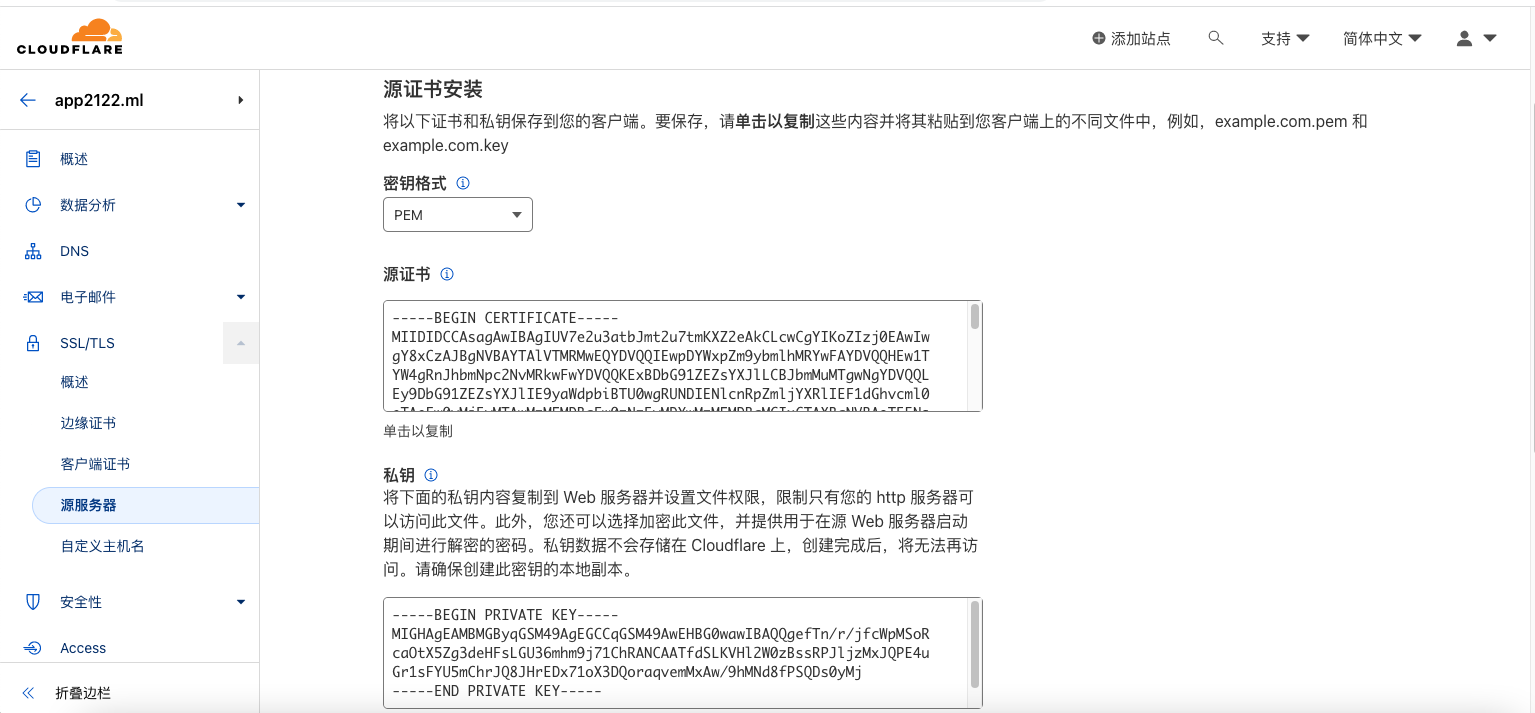 CLOUDFLARE
添加站点
支持
简体中文
app2122.ml
概述
数据分析
DNS
电子邮件
SSL/TLS
概述
边缘证书
客户端证书
源服务器
自定义主机名
安全性
Access
折叠边栏
源证书安装
将以下证书和私钥保存到您的客户端。要保存，请单击以复制这些内容并将其粘贴到您客户端上的不同文件中，例如，example.com.pem 和
example.com.key
密钥格式
PEM
源证书
-----BEGIN CERTIFICATE-----
MIIDIDCCAsagAwIBAgIUV7e2u3atbJmt2u7tmKXZ2eAkCLcwCgYIKoZIzj0EAwIw
gY8xCzAJBgNVBAYTAlVTMRMwEQYDVQQIEwpDYWxpZm9ybmlhMRYwFAYDVQQHEw1T
YW4gRnJhbmNpc2NvMRkwFwYDVQQKExBDbG91ZEZsYXJlLCBJbmMuMTgwNgYDVQQL
Ey9DbG91ZEZsYXJlIE9yaWdpbiBTU0wgRUNDIENlcnRpZmljYXRlIEF1dGhvcml0
单击以复制
私钥
将下面的私钥内容复制到 Web 服务器并设置文件权限，限制只有您的 http 服务器可
以访问此文件。此外，您还可以选择加密此文件，并提供用于在源 Web 服务器启动
期间进行解密的密码。私钥数据不会存储在 Cloudflare 上，创建完成后，将无法再访
问。请确保创建此密钥的本地副本。
-----BEGIN PRIVATE KEY-----
MIGHAgEAMBMGByqGSM49AgEGCCqGSM49AwEHBG0wawIBAQQgefTn/r/jfcWpMSoR
caOtX5Zg3deHFsLGU36mhm9j71ChRANCAATfdSLKVHl2W0zBssRPJljzMxJQPE4u
Gr1sFYU5mChrJQ8JHrEDx71oX3DQoraqvemMxAw/9hMNd8fPSQDs0yMj
-----END PRIVATE KEY-----